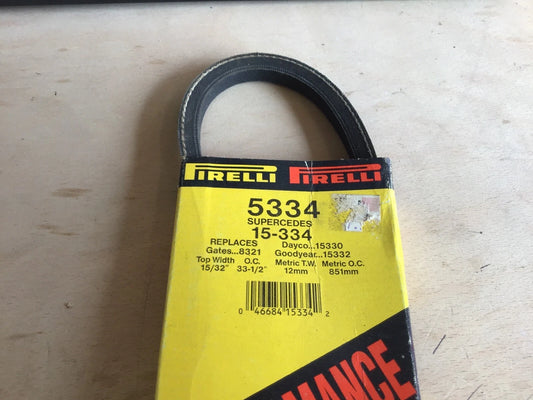 PIRELLI PIRELLI
5334
SUPERCEDES
15-334
REPLACES Dayco...15330
Gates...8321 Goodyear...15332
Top Width O.C. Metric T.W. Metric O.C.
15/32" 33-1/2" 12mm 851mm
0 46684 15334 2
MANCE